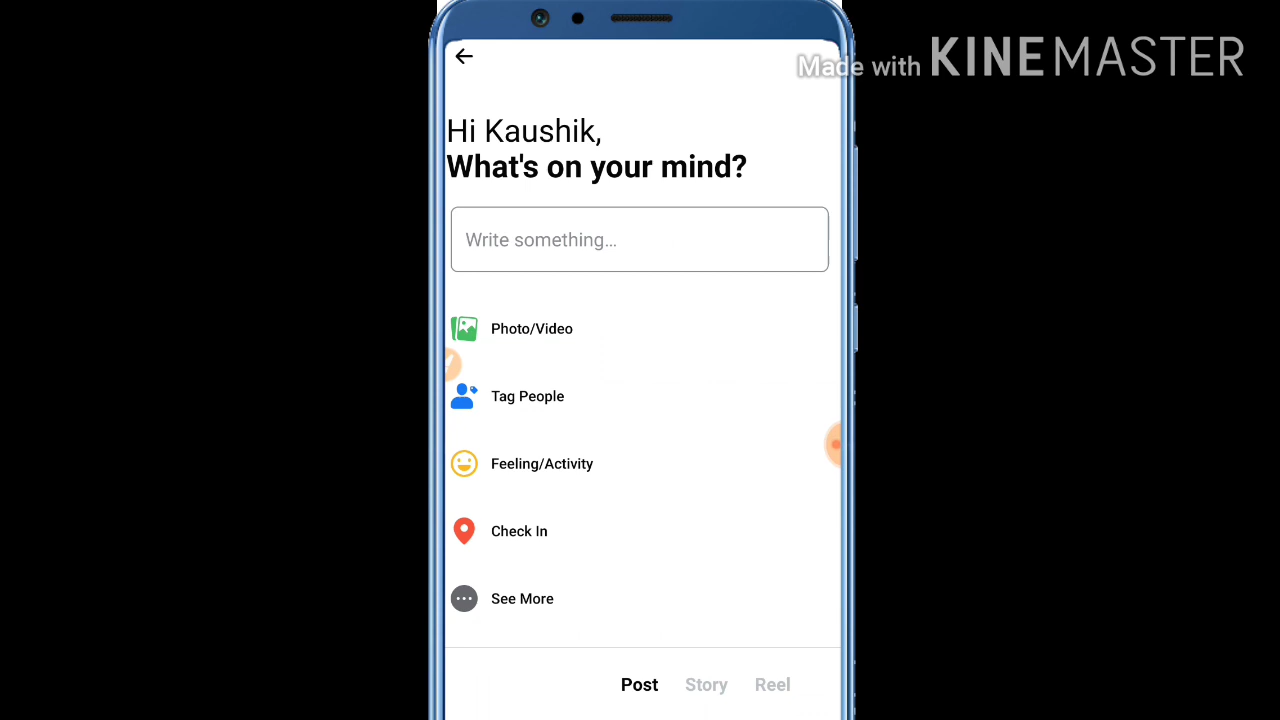 Made with KINEMASTER
Hi Kaushik,
What's on your mind?
Write something...
Photo/Video
Tag People
Feeling/Activity
Check In
See More
Post Story Reel